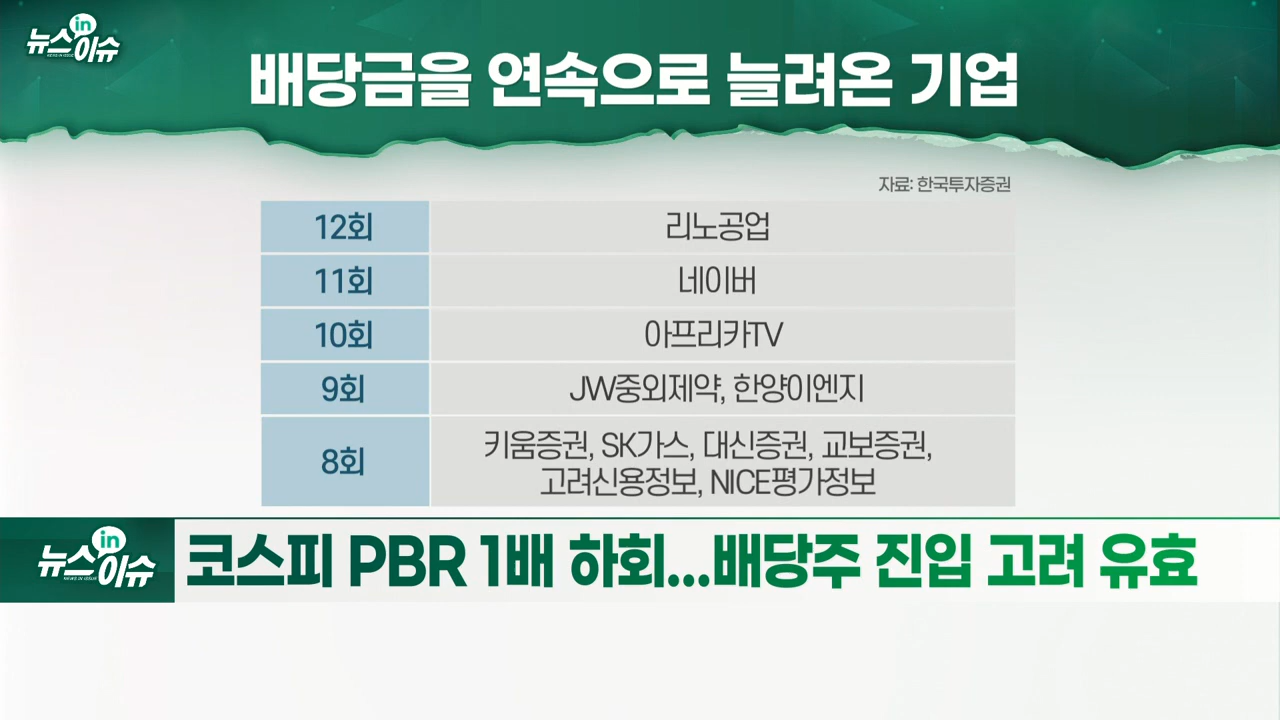 뉴스in이슈
NEWS IN ISSUE
배당금을 연속으로 늘려온 기업
자료: 한국투자증권
12회 리노공업
11회 네이버
10회 아프리카TV
9회 JW중외제약, 한양이엔지
8회 키움증권, SK가스, 대신증권, 교보증권,
고려신용정보, NICE평가정보
뉴스in이슈
NEWS IN ISSUE
코스피 PBR 1배 하회...배당주 진입 고려 유효